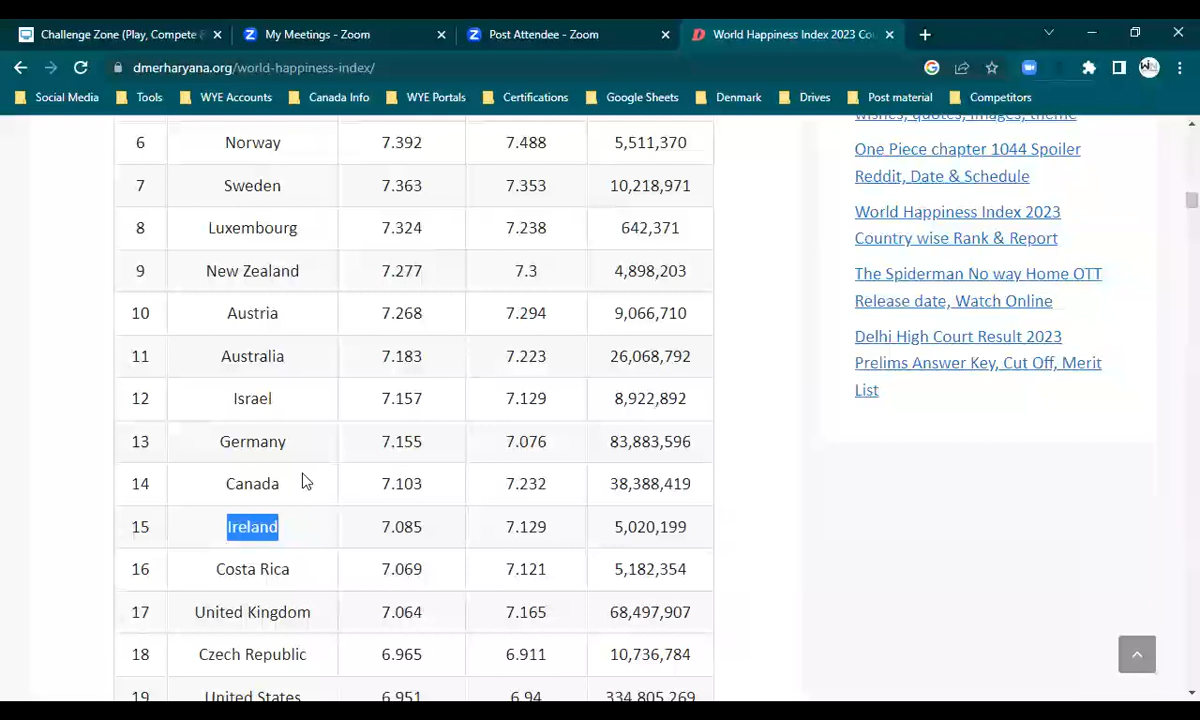 Challenge Zone (Play, Compete &
My Meetings - Zoom
Post Attendee - Zoom
World Happiness Index 2023 Cou
dmerharyana.org/world-happiness-index/
Social Media
Tools
WYE Accounts
Canada Info
WYE Portals
Certifications
Google Sheets
Denmark
Drives
Post material
Competitors
6 Norway 7.392 7.488 5,511,370
7 Sweden 7.363 7.353 10,218,971
8 Luxembourg 7.324 7.238 642,371
9 New Zealand 7.277 7.3 4,898,203
10 Austria 7.268 7.294 9,066,710
11 Australia 7.183 7.223 26,068,792
12 Israel 7.157 7.129 8,922,892
13 Germany 7.155 7.076 83,883,596
14 Canada 7.103 7.232 38,388,419
15 Ireland 7.085 7.129 5,020,199
16 Costa Rica 7.069 7.121 5,182,354
17 United Kingdom 7.064 7.165 68,497,907
18 Czech Republic 6.965 6.911 10,736,784
19 United States 6.951 6.94 334,805,269
wishes, quotes, images, theme
One Piece chapter 1044 Spoiler
Reddit, Date & Schedule
World Happiness Index 2023
Country wise Rank & Report
The Spiderman No way Home OTT
Release date, Watch Online
Delhi High Court Result 2023
Prelims Answer Key, Cut Off, Merit
List